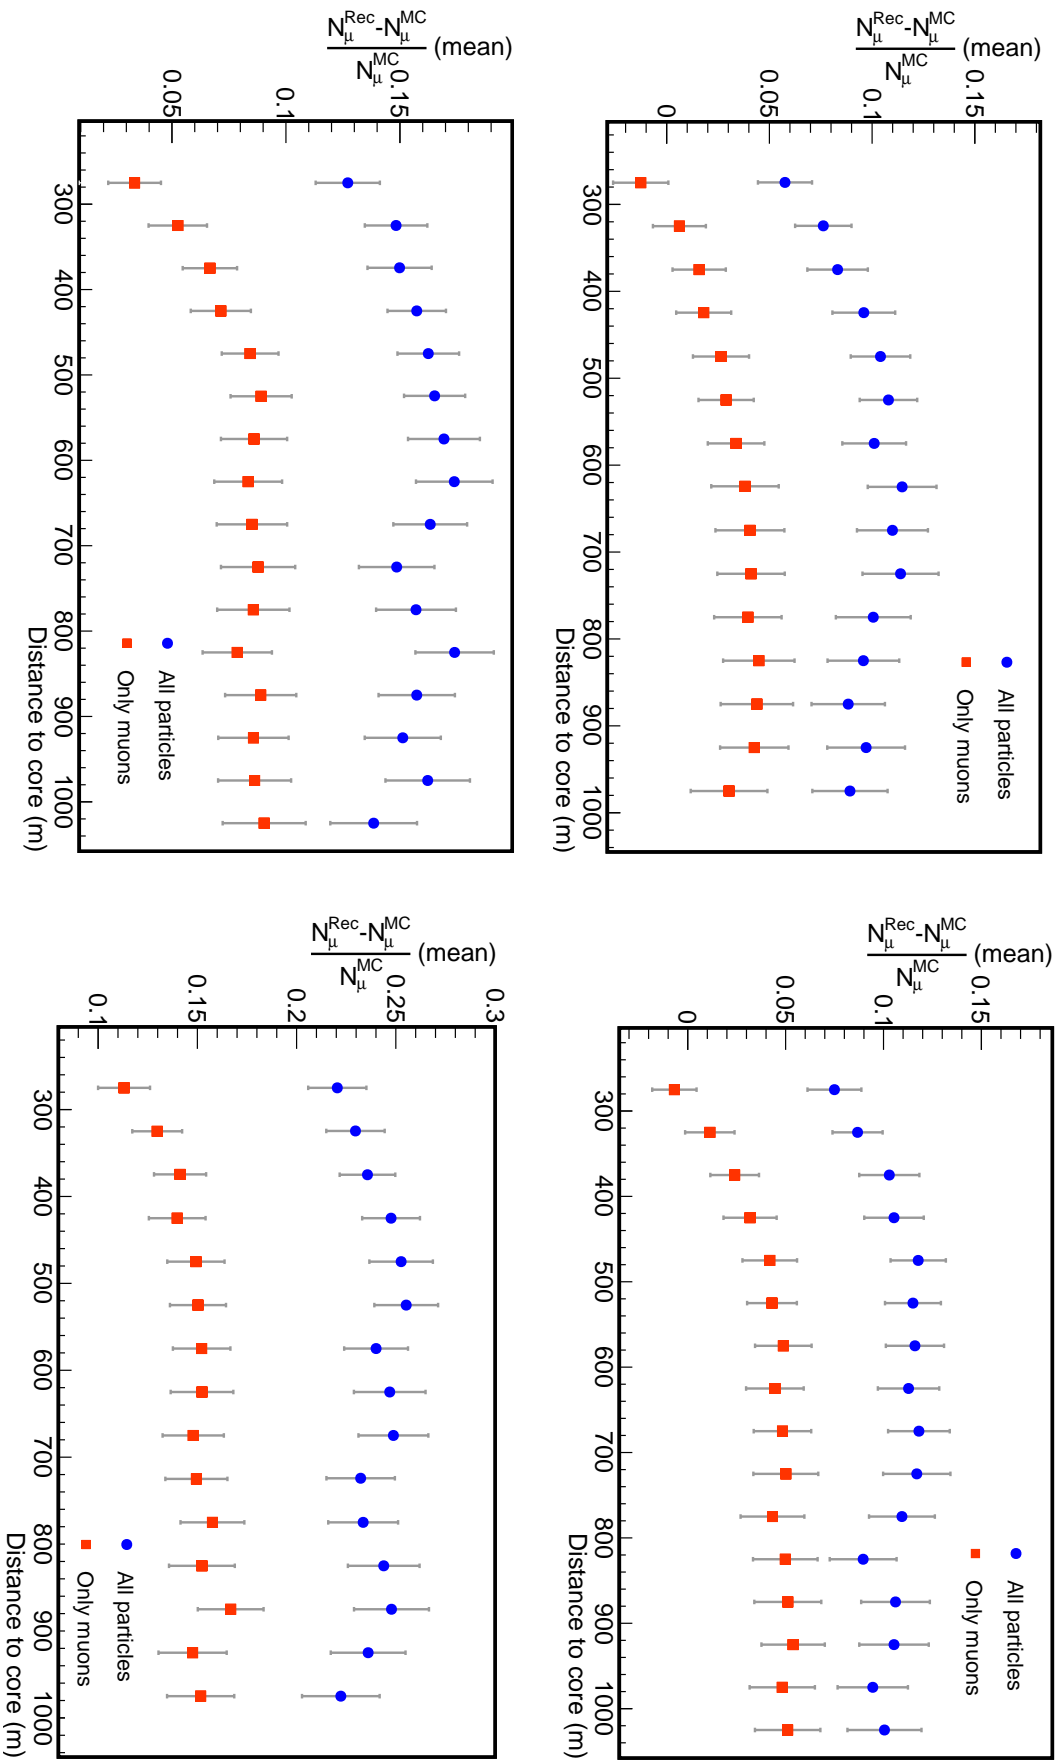 N_μ^Rec-N_μ^MC (mean)
N_μ^MC
0.15
0.1
0.05
0
All particles
Only muons
300 400 500 600 700 800 900 1000
Distance to core (m)
N_μ^Rec-N_μ^MC (mean)
N_μ^MC
0.15
0.1
0.05
0
All particles
Only muons
300 400 500 600 700 800 900 1000
Distance to core (m)
N_μ^Rec-N_μ^MC (mean)
N_μ^MC
0.15
0.1
0.05
All particles
Only muons
300 400 500 600 700 800 900 1000
Distance to core (m)
N_μ^Rec-N_μ^MC (mean)
N_μ^MC
0.3
0.25
0.2
0.15
0.1
All particles
Only muons
300 400 500 600 700 800 900 1000
Distance to core (m)